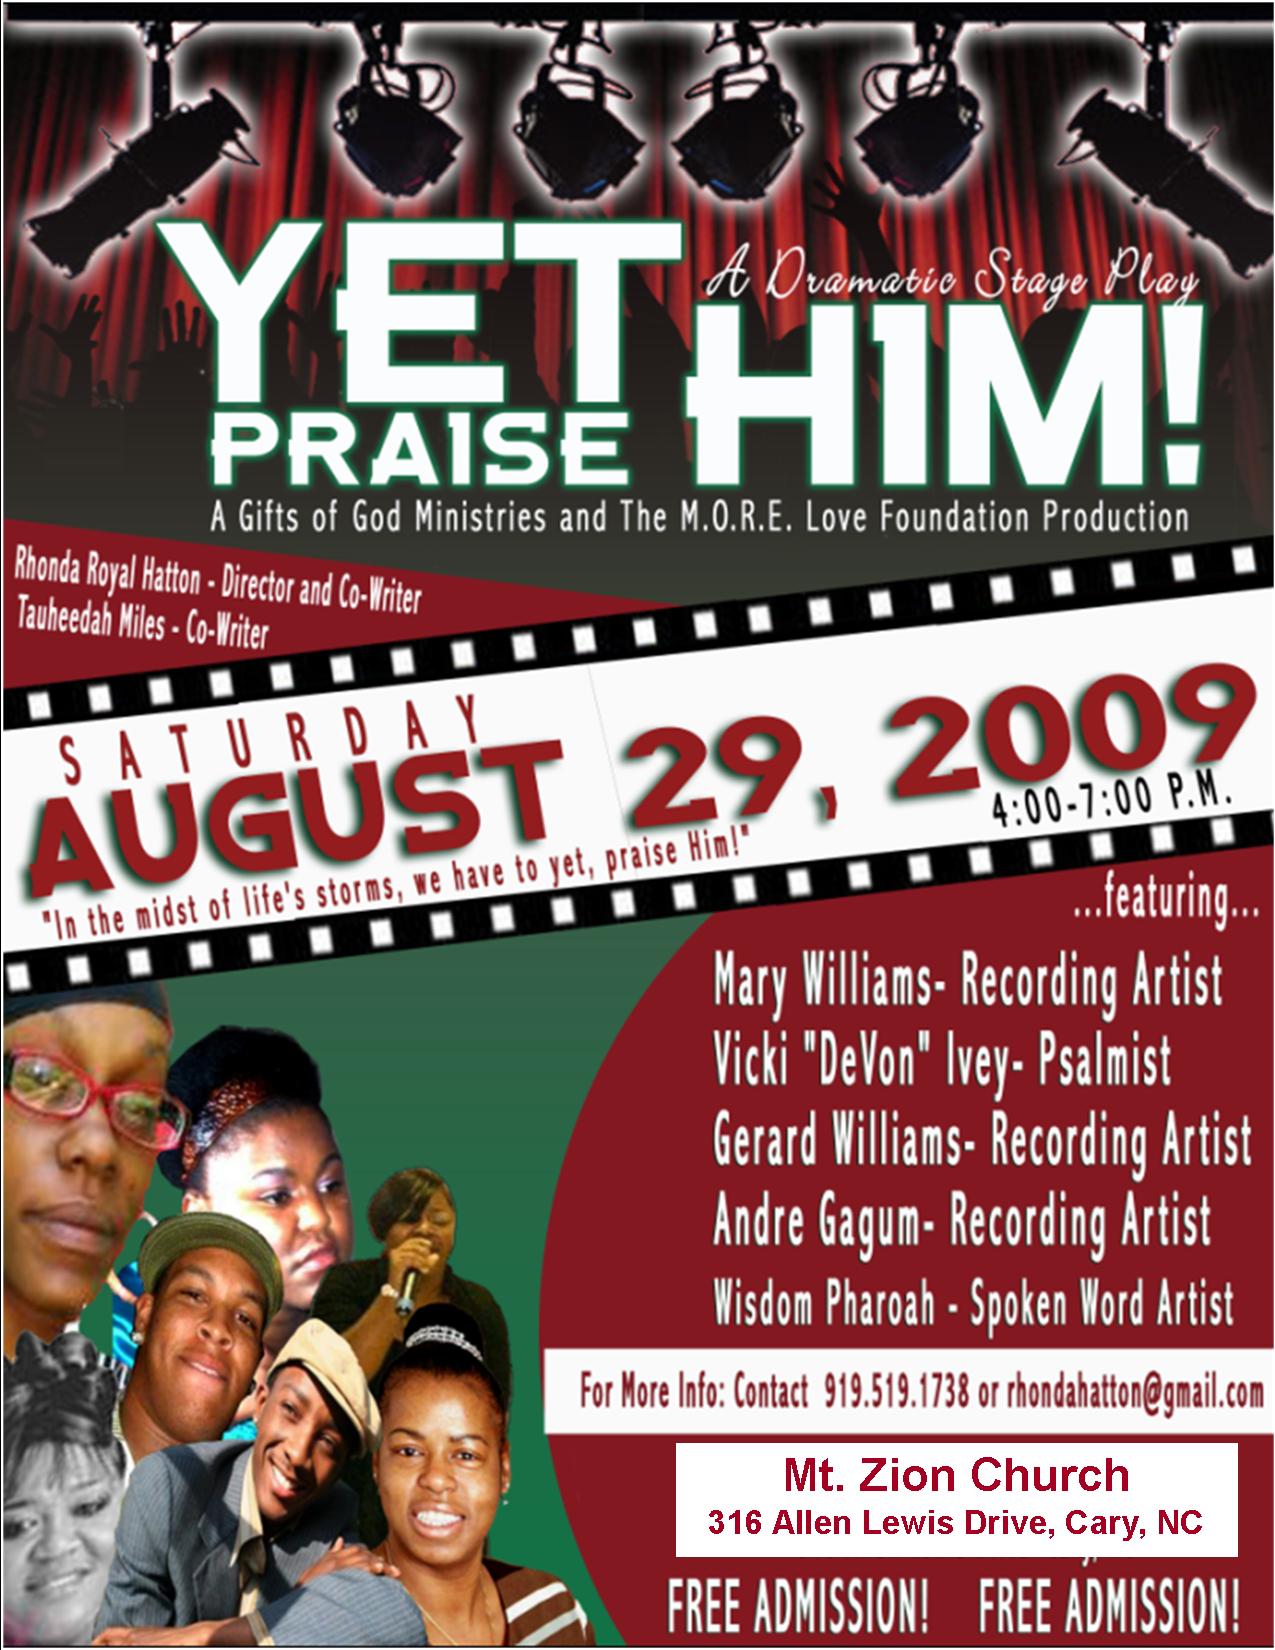 A Dramatic Stage Play
YET
PRAISE HIM!
A Gifts of God Ministries and The M.O.R.E. Love Foundation Production
Rhonda Royal Hatton - Director and Co-Writer
Tauheedah Miles - Co-Writer
SATURDAY
AUGUST 29, 2009
4:00-7:00 P.M.
"In the midst of life's storms, we have to yet, praise Him!"
...featuring...
Mary Williams- Recording Artist
Vicki "DeVon" Ivey- Psalmist
Gerard Williams- Recording Artist
Andre Gagum- Recording Artist
Wisdom Pharoah - Spoken Word Artist
For More Info: Contact 919.519.1738 or rhondahatton@gmail.com
Mt. Zion Church
316 Allen Lewis Drive, Cary, NC
FREE ADMISSION! FREE ADMISSION!